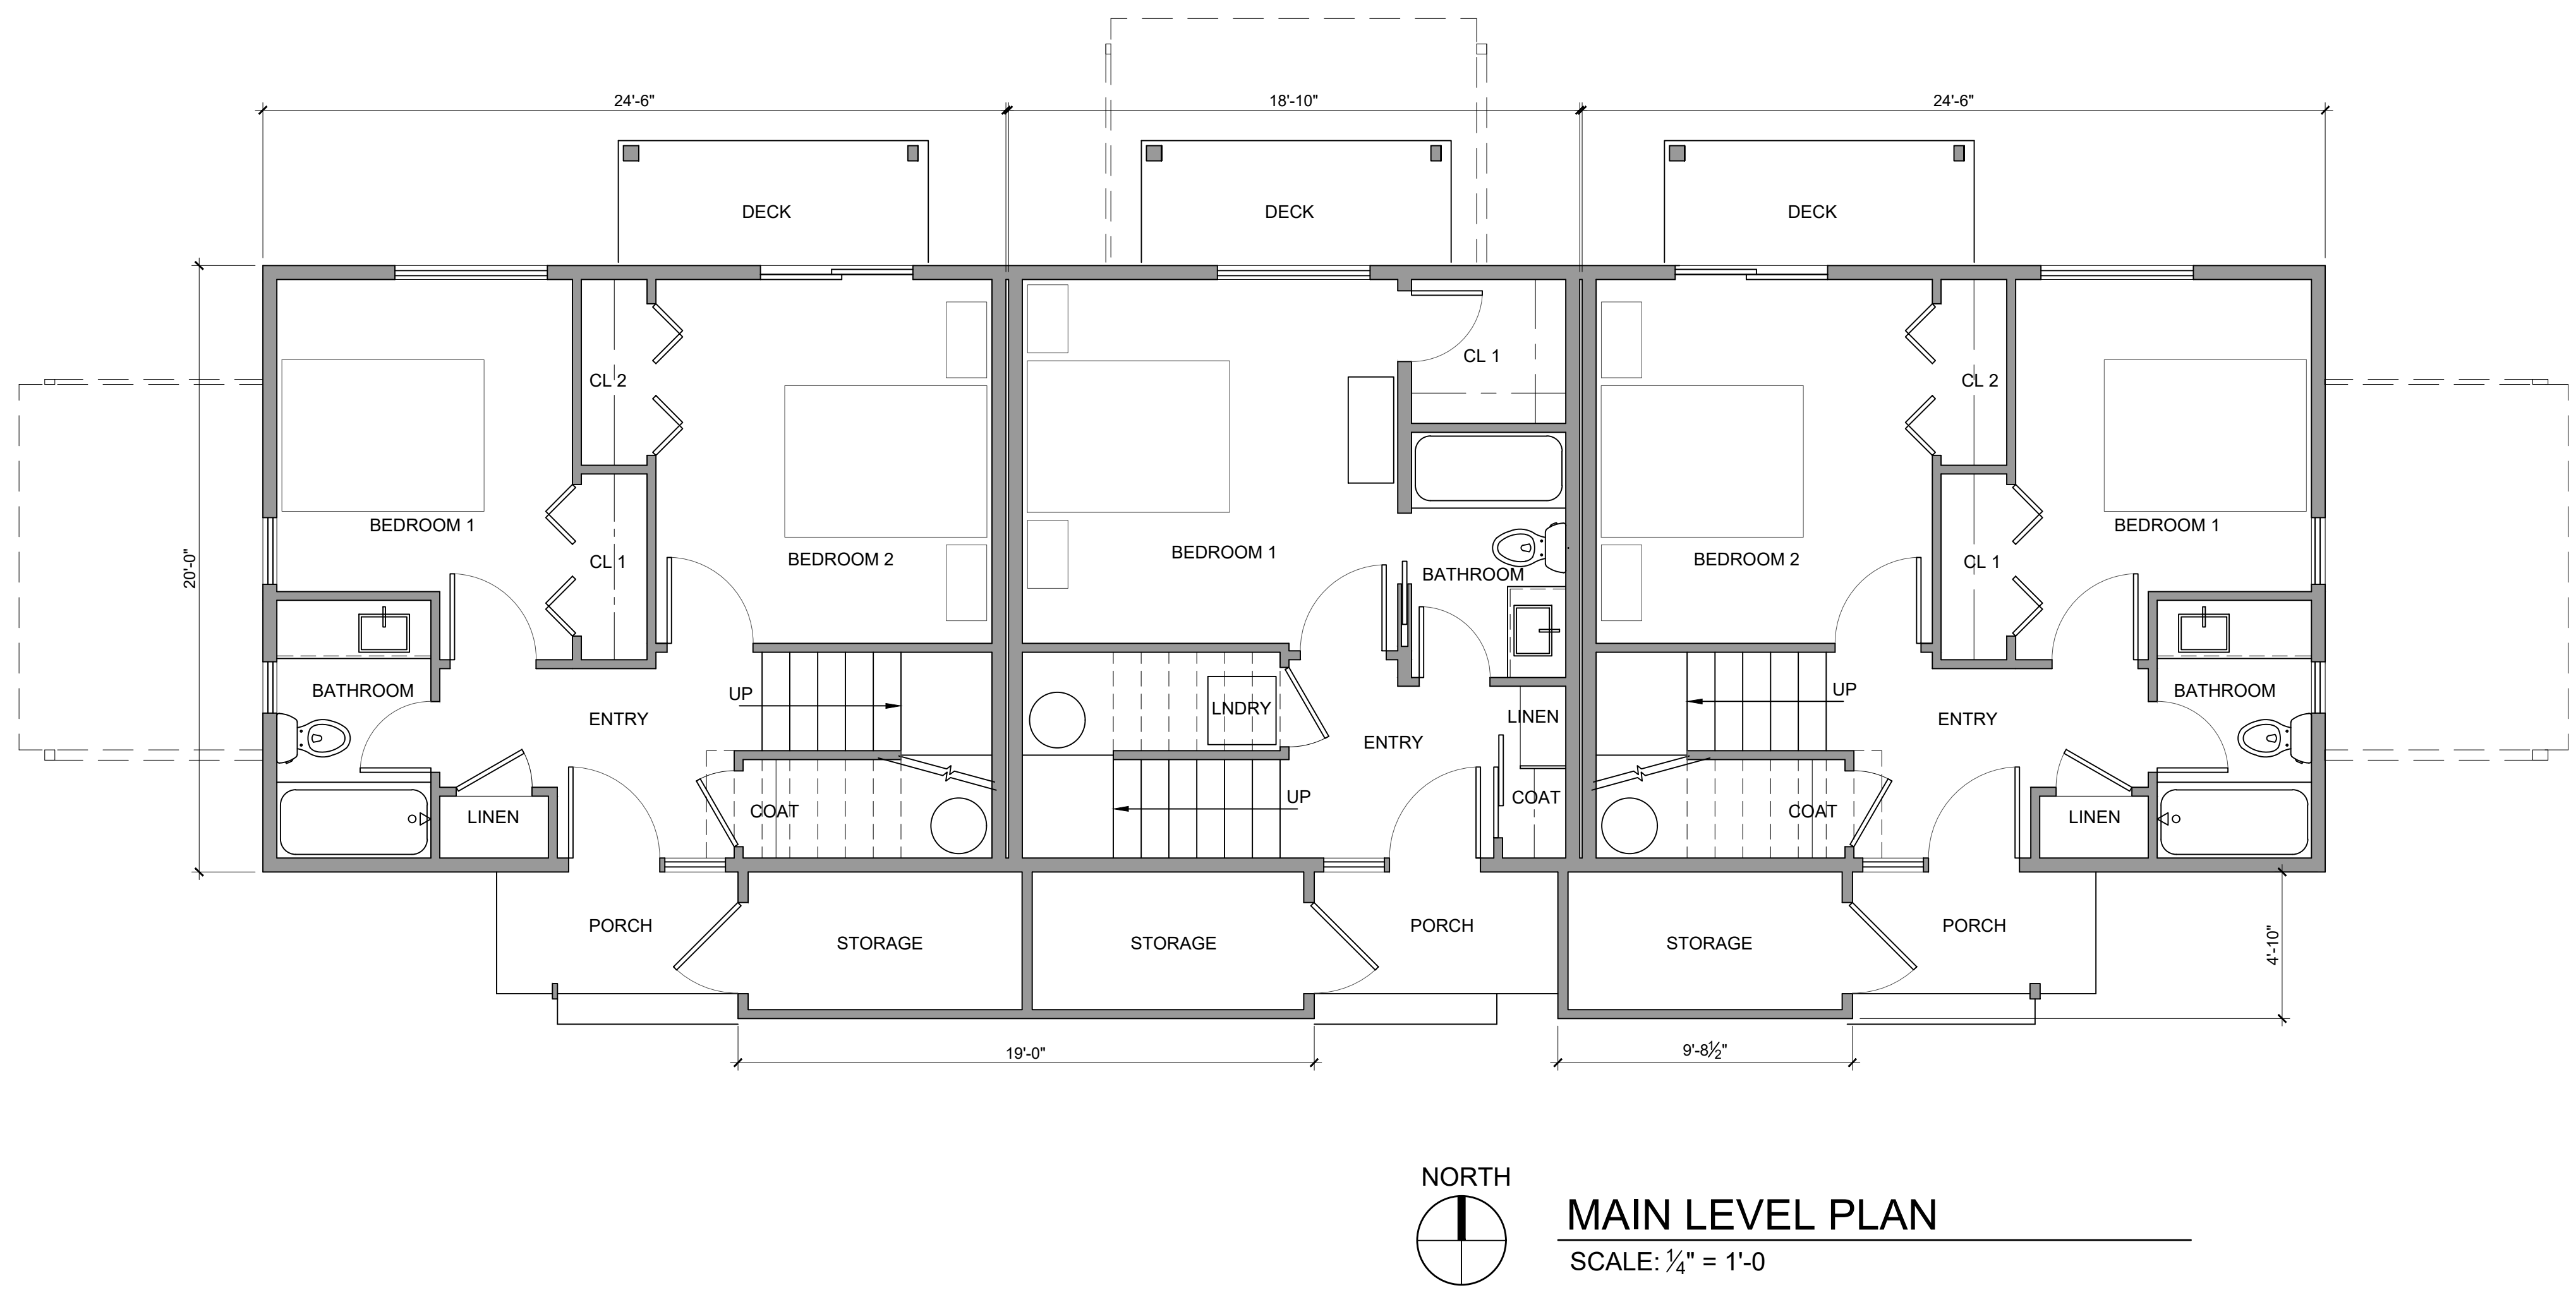 24'-6"
18'-10"
24'-6"
DECK
DECK
DECK
CL 2
CL 1
CL 2
BEDROOM 1
BEDROOM 1
BEDROOM 2
BEDROOM 1
BEDROOM 2
CL 1
CL 1
BATHROOM
20'-0"
BATHROOM
UP
UP
BATHROOM
ENTRY
LNDRY
LINEN
ENTRY
ENTRY
COAT
UP
COAT
COAT
LINEN
LINEN
PORCH
PORCH
PORCH
STORAGE
STORAGE
STORAGE
4'-10"
19'-0"
9'-8½"
NORTH
MAIN LEVEL PLAN
SCALE: ¼" = 1'-0